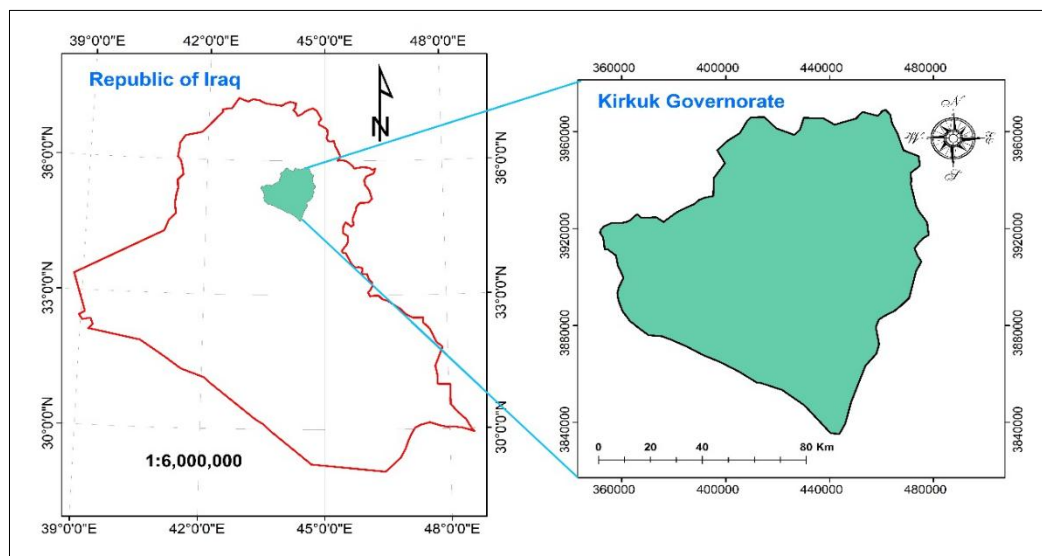 39°0'0"E 42°0'0"E 45°0'0"E 48°0'0"E
Republic of Iraq
N
36°0'0"N 36°0'0"N
33°0'0"N 33°0'0"N
30°0'0"N 30°0'0"N
1:6,000,000
39°0'0"E 42°0'0"E 45°0'0"E 48°0'0"E
360000 400000 440000 480000
Kirkuk Governorate
N
E
S
3960000 3960000
3920000 3920000
3880000 3880000
3840000 3840000
0 20 40 60 80 Km
360000 400000 440000 480000